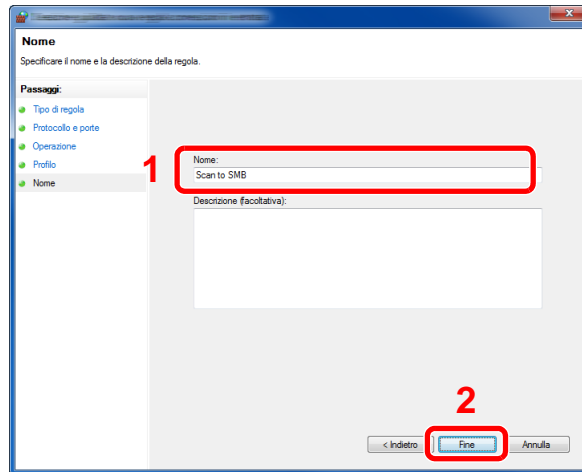 Nome
Specificare il nome e la descrizione della regola.
Passaggi:
Tipo di regola
Protocollo e porte
Operazione
Profilo
Nome
1
Nome:
Scan to SMB
Descrizione (facoltativa):
2
< Indietro
Fine
Annulla